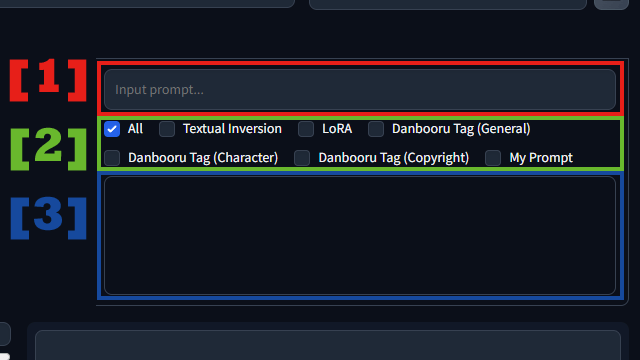 [1]
Input prompt...
[2]
All Textual Inversion LoRA Danbooru Tag (General)
Danbooru Tag (Character) Danbooru Tag (Copyright) My Prompt
[3]